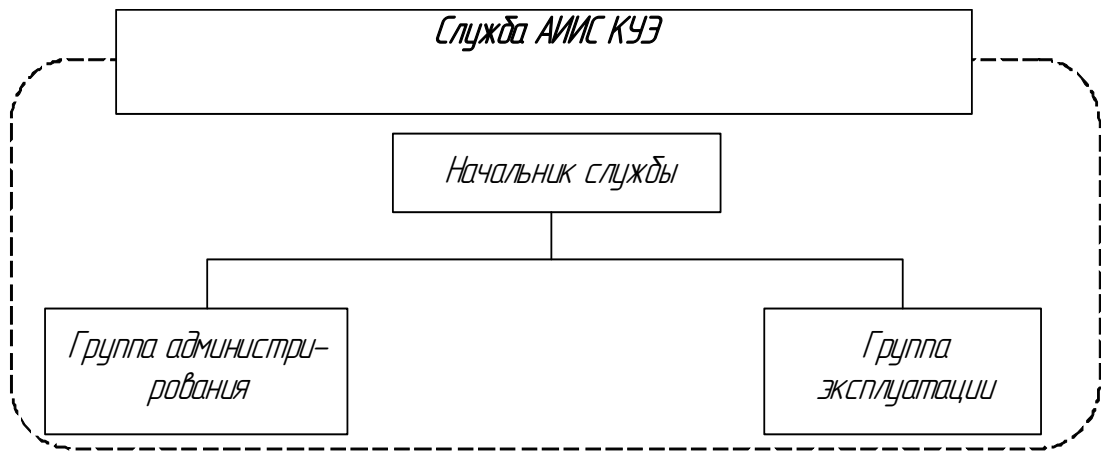 Служба АИИС КУЭ
Начальник службы
Группа администри-
рования
Группа
эксплуатации